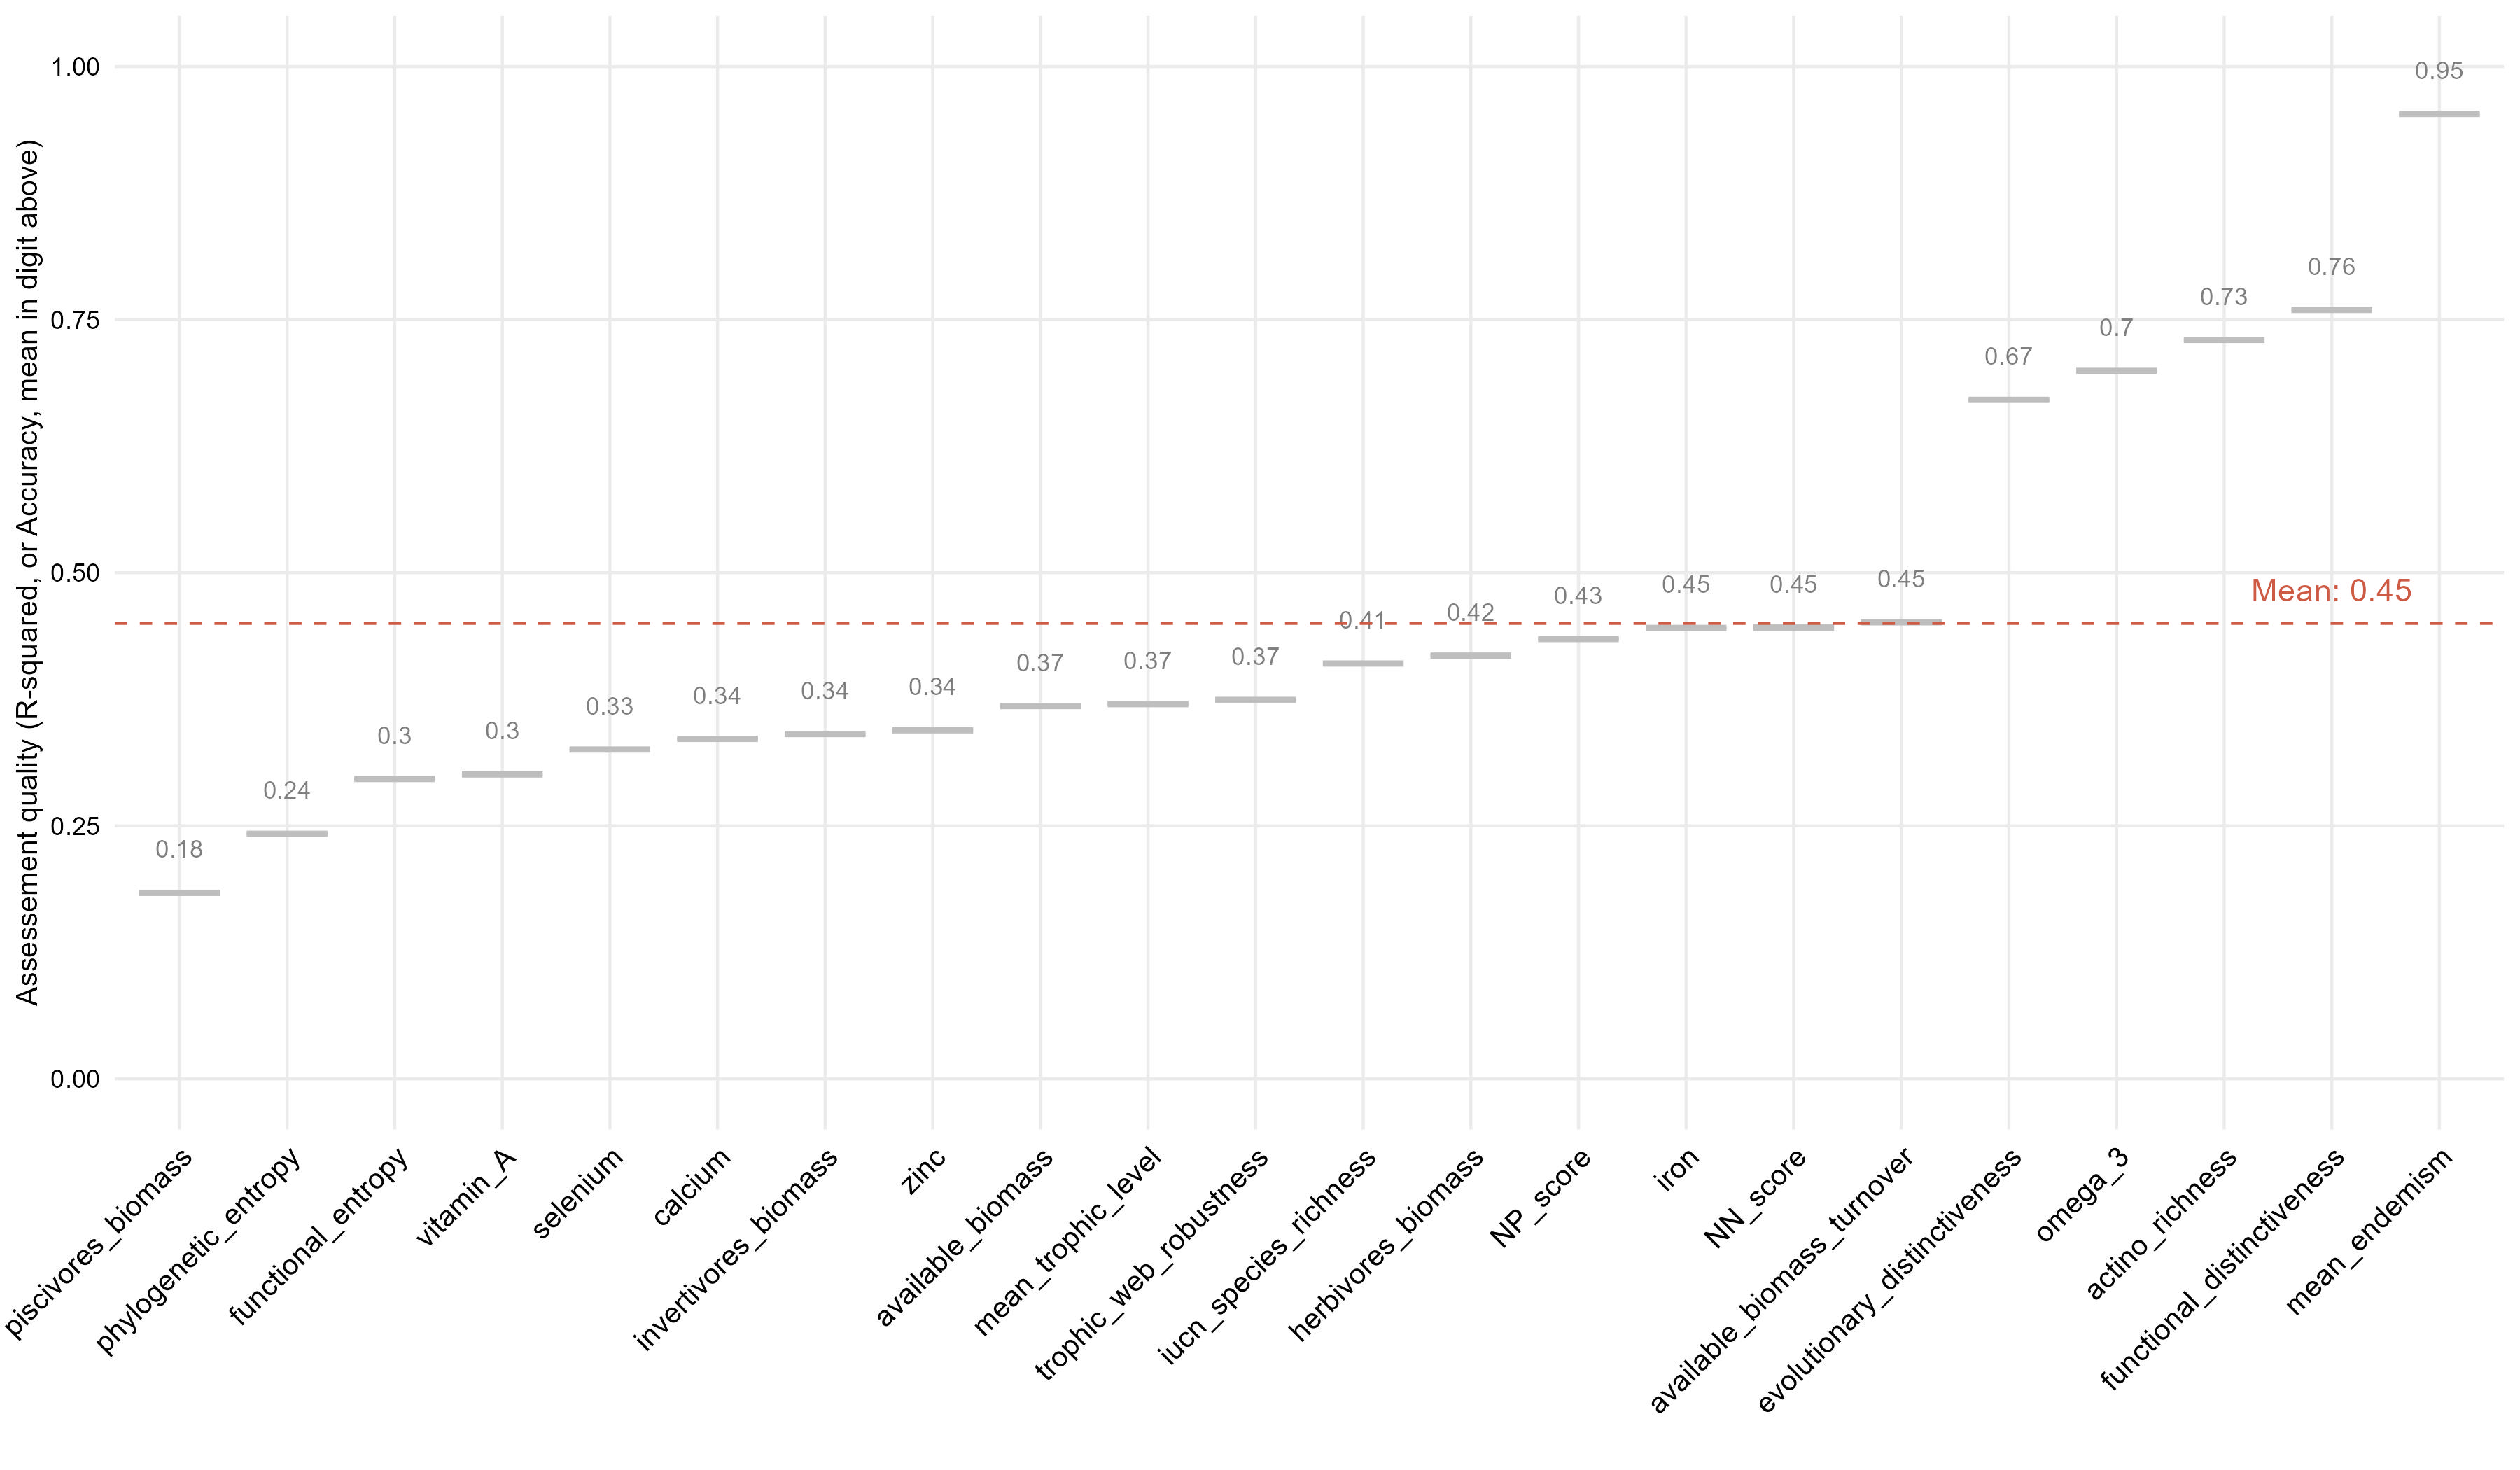 Assessement quality (R-squared, or Accuracy, mean in digit above)
1.00
0.75
0.50
0.25
0.00
0.18
0.24
0.3
0.3
0.33
0.34
0.34
0.34
0.37
0.37
0.37
0.41
0.42
0.43
0.45
0.45
0.45
0.67
0.7
0.73
0.76
0.95
Mean: 0.45
piscivores_biomass
phylogenetic_entropy
functional_entropy
vitamin_A
selenium
calcium
invertivores_biomass
zinc
available_biomass
mean_trophic_level
trophic_web_robustness
iucn_species_richness
herbivores_biomass
NP_score
iron
NN_score
available_biomass_turnover
evolutionary_distinctiveness
omega_3
actino_richness
functional_distinctiveness
mean_endemism